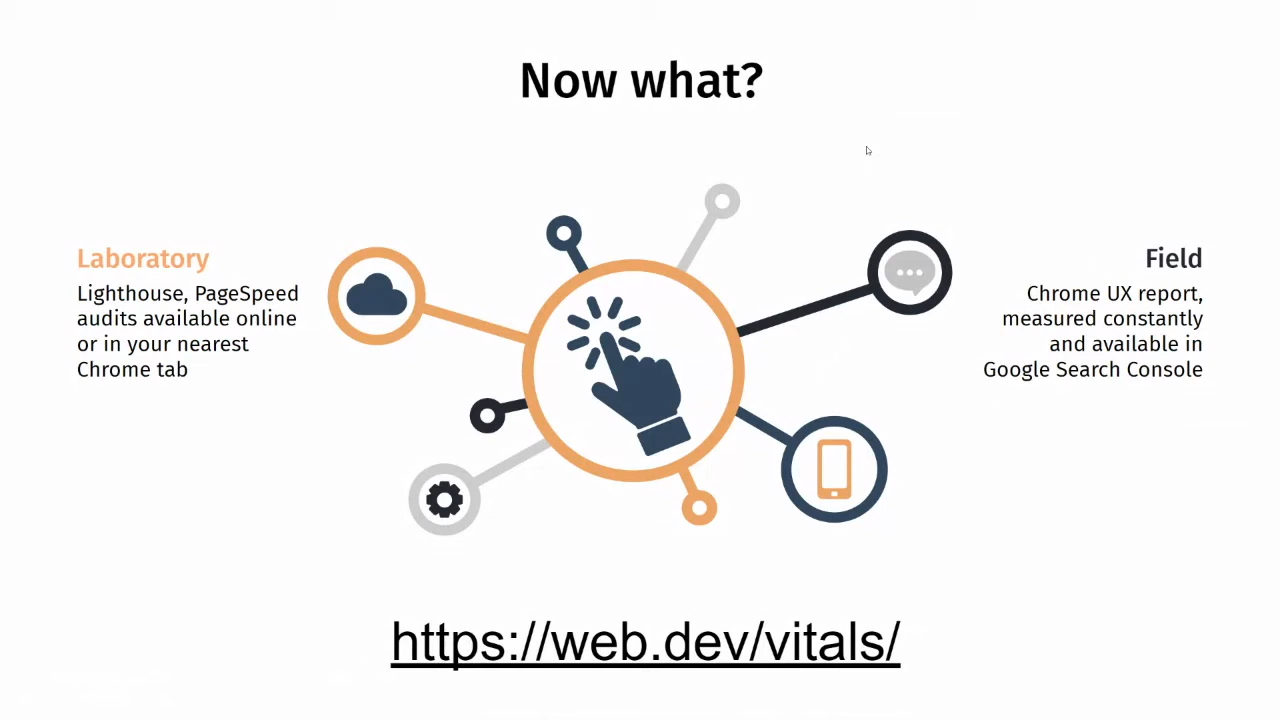 Now what?
Laboratory
Lighthouse, PageSpeed
audits available online
or in your nearest
Chrome tab
Field
Chrome UX report,
measured constantly
and available in
Google Search Console
https://web.dev/vitals/